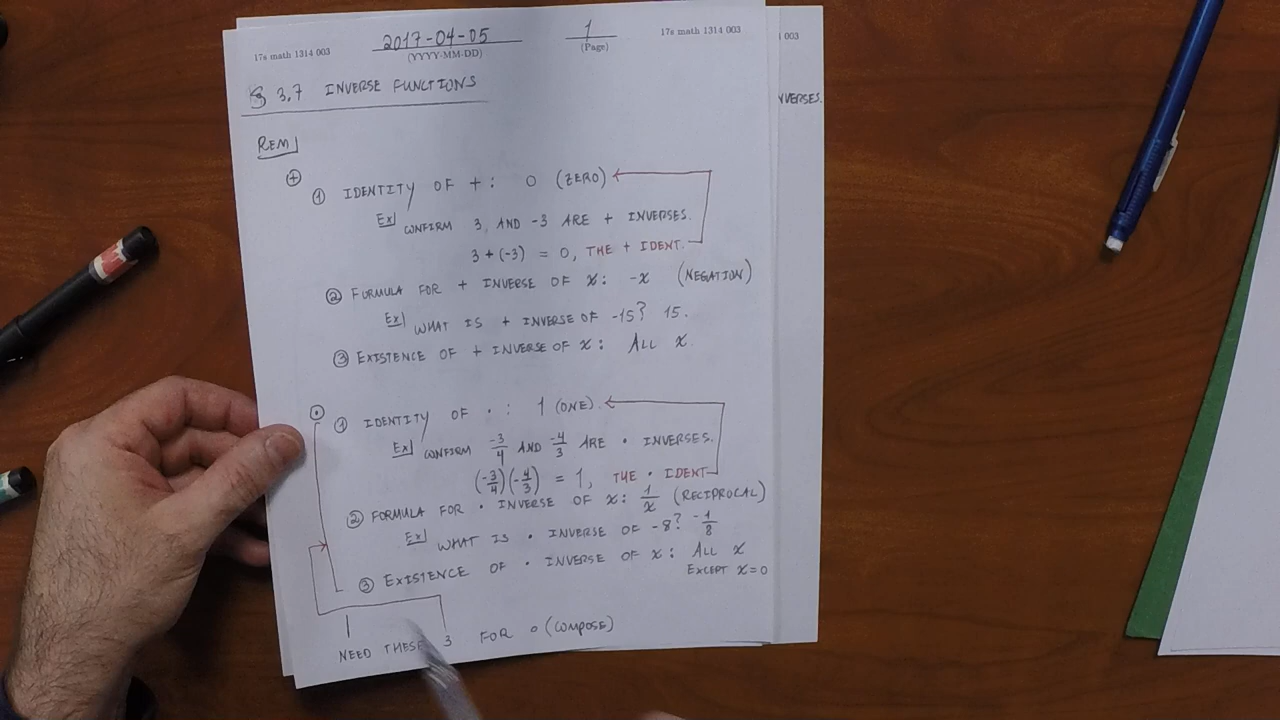 17s math 1314 003
2017-04-05
(YYYY-MM-DD)
1
(Page)
17s math 1314 003
003
§ 3.7 INVERSE FUNCTIONS
VERSES.
REM
+
① IDENTITY OF +: 0 (ZERO)
Ex CONFIRM 3 AND -3 ARE + INVERSES.
3 + (-3) = 0, THE + IDENT.
② FORMULA FOR + INVERSE OF x: -x (NEGATION)
Ex WHAT IS + INVERSE OF -15? 15.
③ EXISTENCE OF + INVERSE OF x: ALL x.
·
① IDENTITY OF · : 1 (ONE).
Ex CONFIRM -3/4 AND -4/3 ARE · INVERSES.
(-3/4)(-4/3) = 1, THE · IDENT
② FORMULA FOR · INVERSE OF x: 1/x (RECIPROCAL)
Ex WHAT IS · INVERSE OF -8? -1/8
③ EXISTENCE OF · INVERSE OF x: ALL x
EXCEPT x=0
NEED THESE 3 FOR ∘ (COMPOSE)